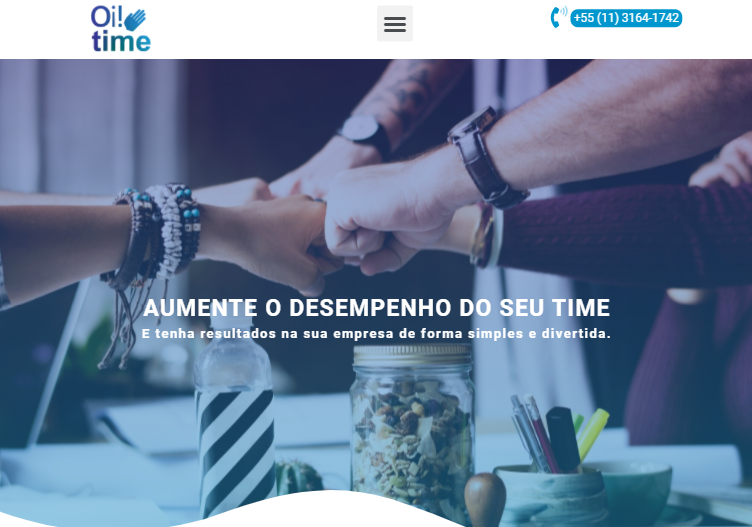 Oi!
time
+55 (11) 3164-1742
AUMENTE O DESEMPENHO DO SEU TIME
E tenha resultados na sua empresa de forma simples e divertida.